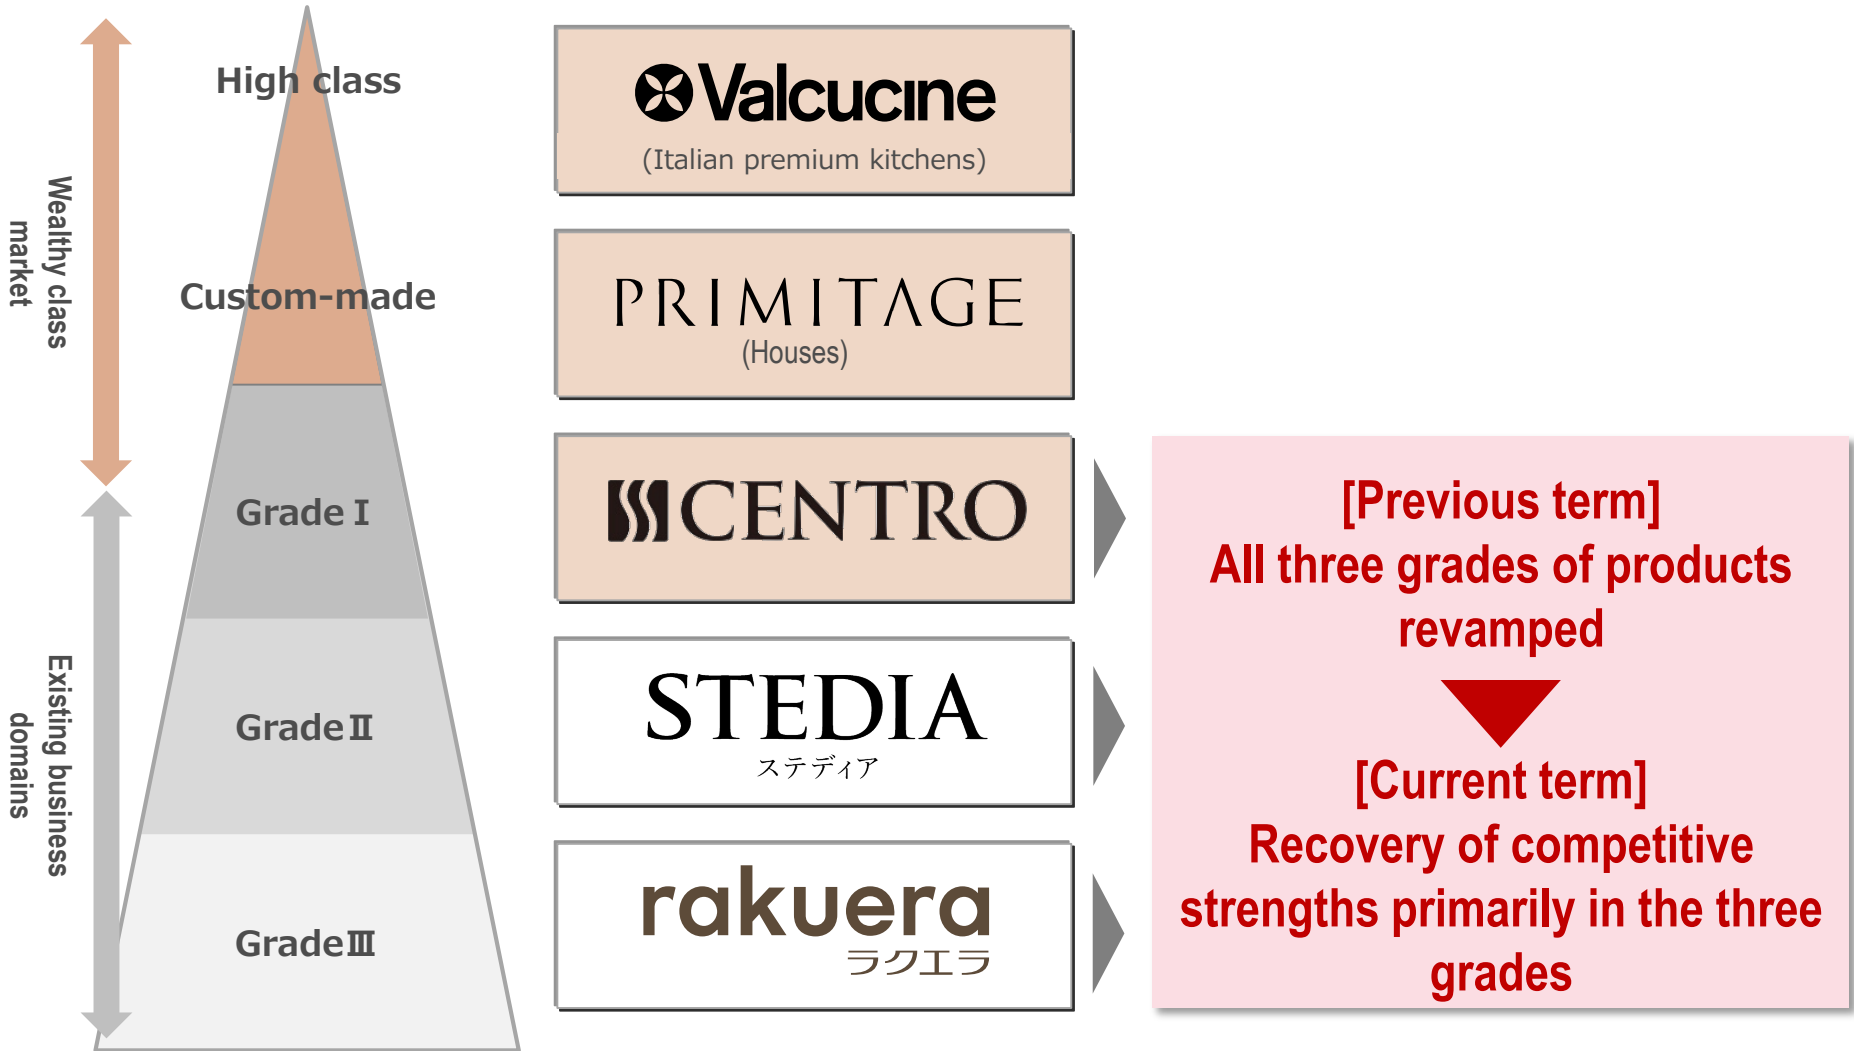 Wealthy class
market
Existing business
domains
High class
Custom-made
Grade Ⅰ
Grade Ⅱ
Grade Ⅲ
Valcucine
(Italian premium kitchens)
PRIMITAGE
(Houses)
CENTRO
STEDIA
ステディア
rakuera
ラクエラ
[Previous term]
All three grades of products
revamped
[Current term]
Recovery of competitive
strengths primarily in the three
grades